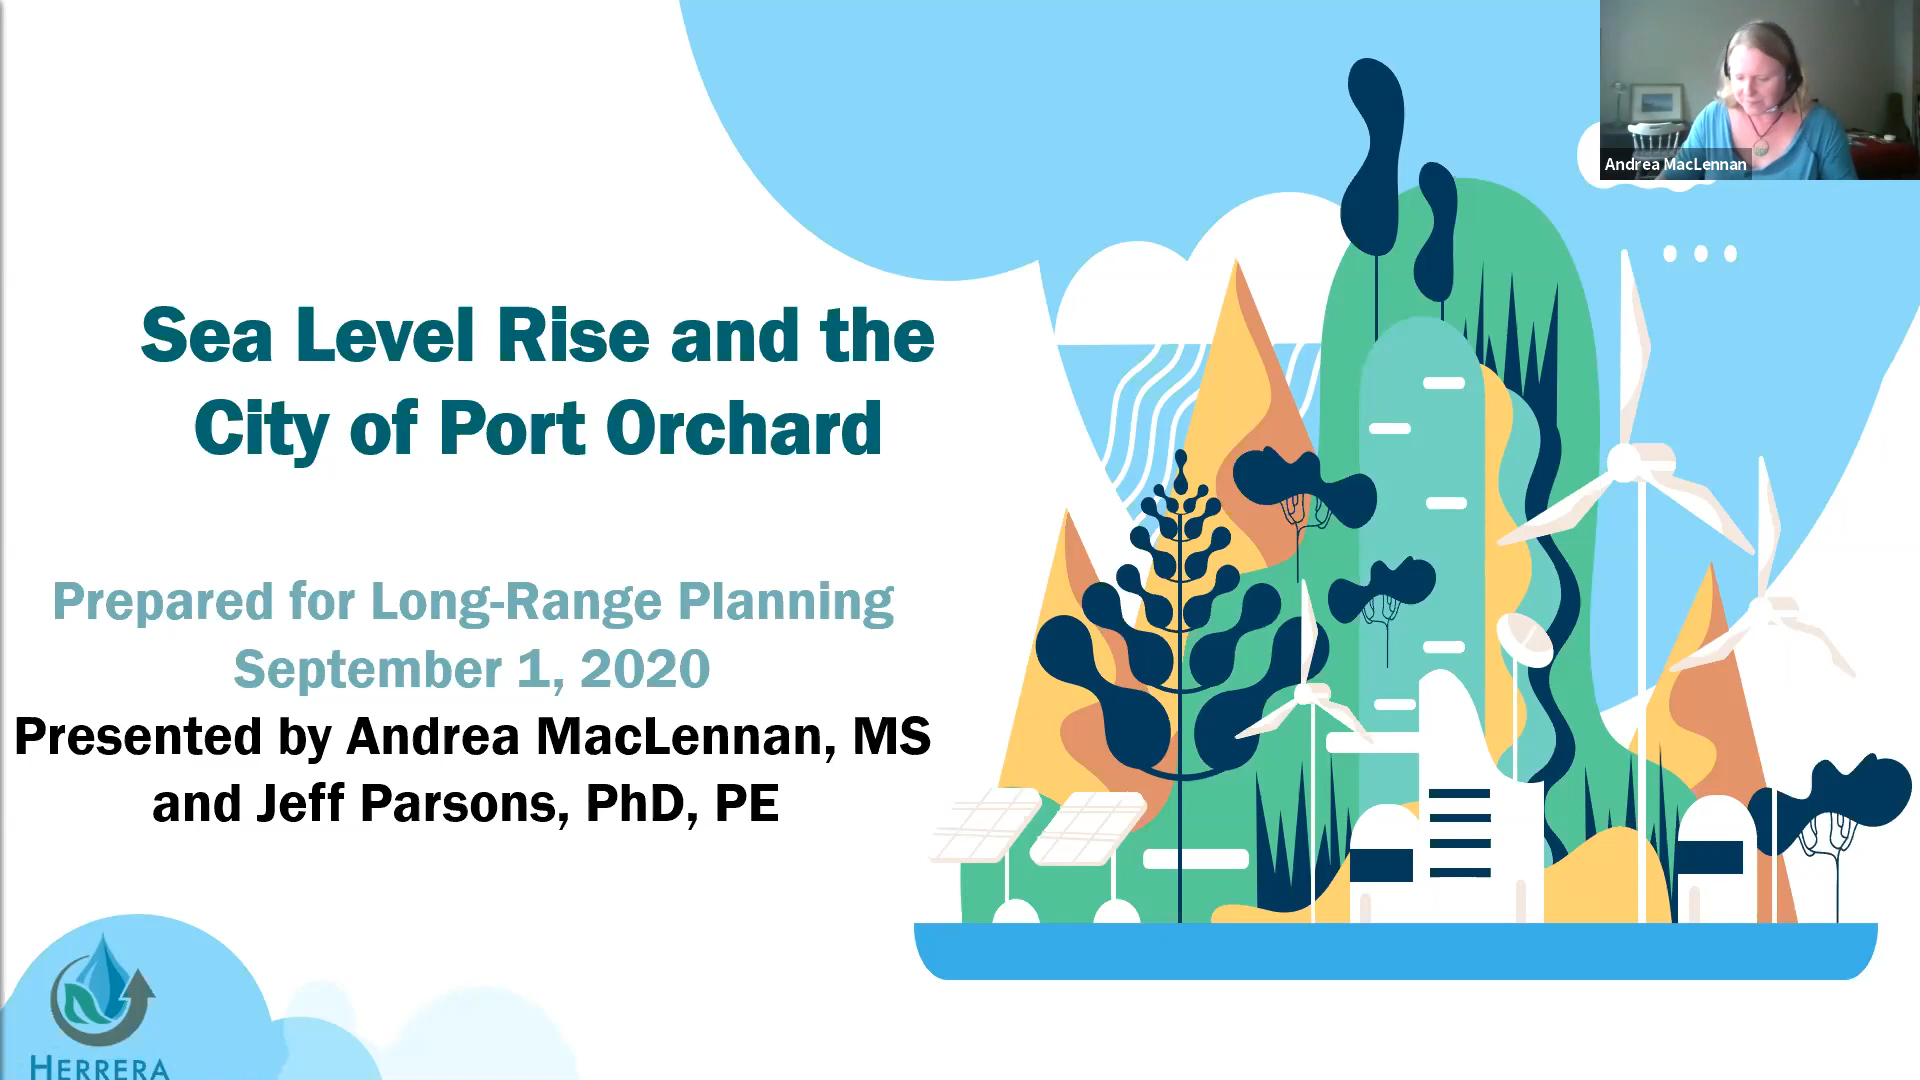 Andrea MacLennan
Sea Level Rise and the
City of Port Orchard
Prepared for Long-Range Planning
September 1, 2020
Presented by Andrea MacLennan, MS
and Jeff Parsons, PhD, PE
HERRERA